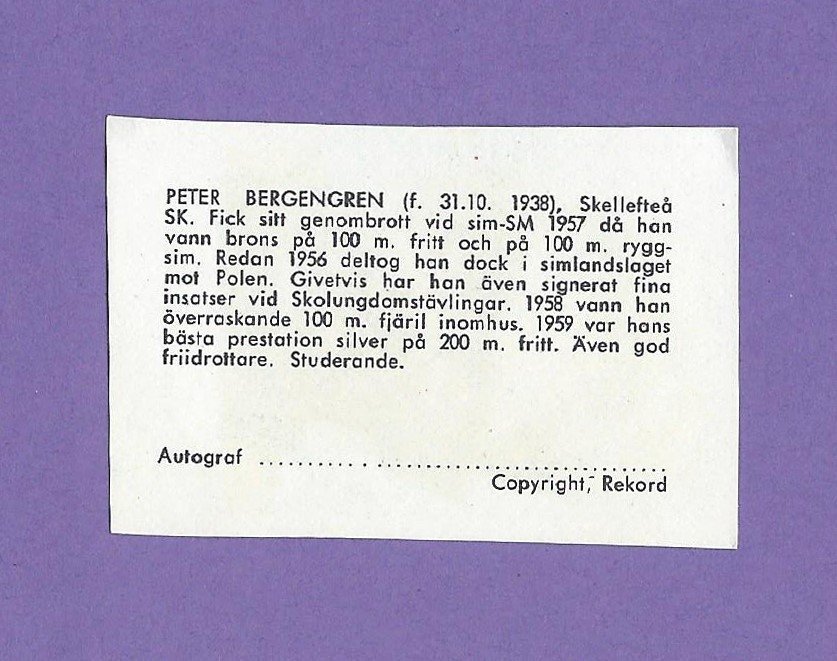 PETER BERGENGREN (f. 31.10. 1938), Skellefteå
SK. Fick sitt genombrott vid sim-SM 1957 då han
vann brons på 100 m. fritt och på 100 m. rygg-
sim. Redan 1956 deltog han dock i simlandslaget
mot Polen. Givetvis har han även signerat fina
insatser vid Skolungdomstävlingar. 1958 vann han
överraskande 100 m. fjäril inomhus. 1959 var hans
bästa prestation silver på 200 m. fritt. Även god
friidrottare. Studerande.
Autograf ........................................
Copyright, Rekord